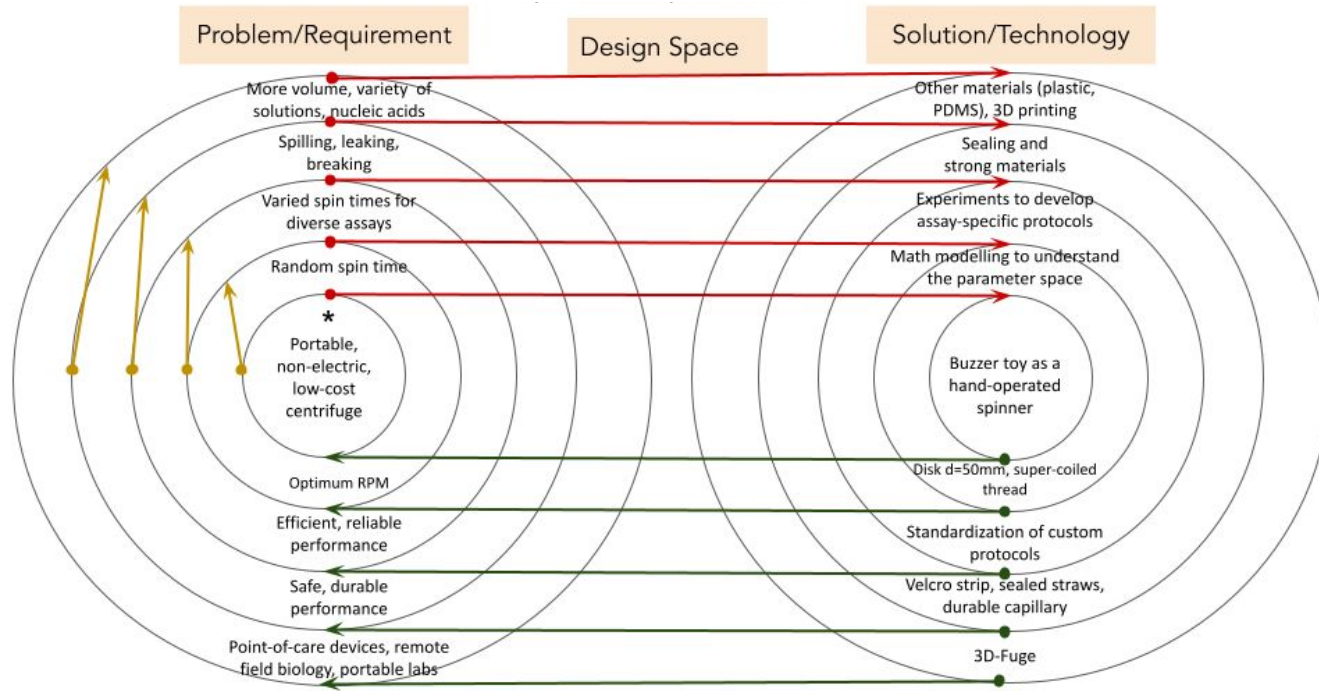 Problem/Requirement
Design Space
Solution/Technology
More volume, variety of
solutions, nucleic acids
Other materials (plastic,
PDMS), 3D printing
Spilling, leaking,
breaking
Sealing and
strong materials
Varied spin times for
diverse assays
Experiments to develop
assay-specific protocols
Random spin time
Math modelling to understand
the parameter space
*
Portable,
non-electric,
low-cost
centrifuge
Buzzer toy as a
hand-operated
spinner
Optimum RPM
Disk d=50mm, super-coiled
thread
Efficient, reliable
performance
Standardization of custom
protocols
Safe, durable
performance
Velcro strip, sealed straws,
durable capillary
Point-of-care devices, remote
field biology, portable labs
3D-Fuge